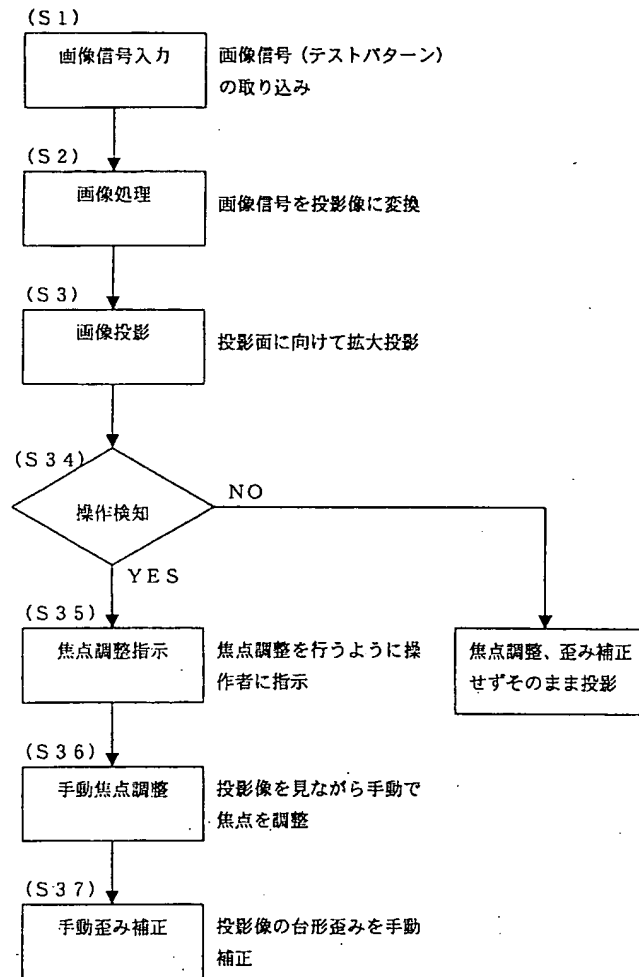 (S1)
画像信号入力
画像信号（テストパターン）
の取り込み
(S2)
画像処理
画像信号を投影像に変換
(S3)
画像投影
投影面に向けて拡大投影
(S34)
操作検知
NO
YES
(S35)
焦点調整指示
焦点調整を行うように操
作者に指示
焦点調整、歪み補正
せずそのまま投影
(S36)
手動焦点調整
投影像を見ながら手動で
焦点を調整
(S37)
手動歪み補正
投影像の台形歪みを手動
補正